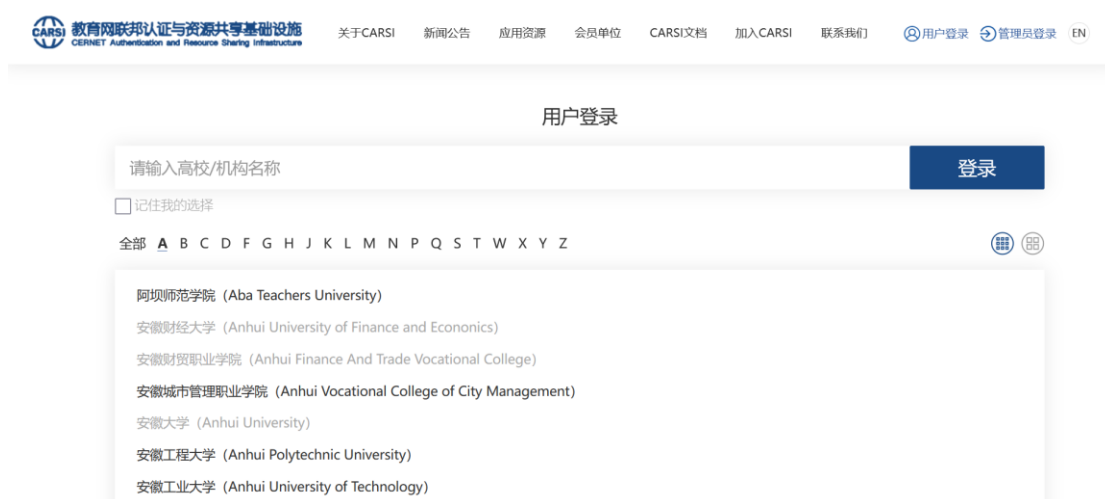 CARSI 教育网联邦认证与资源共享基础设施
CERNET Authentication and Resource Sharing Infrastructure
关于CARSI 新闻公告 应用资源 会员单位 CARSI文档 加入CARSI 联系我们 用户登录 管理员登录 EN
用户登录
请输入高校/机构名称 登录
记住我的选择
全部 A B C D F G H J K L M N P Q S T W X Y Z
阿坝师范学院（Aba Teachers University）
安徽财经大学（Anhui University of Finance and Econonics）
安徽财贸职业学院（Anhui Finance And Trade Vocational College）
安徽城市管理职业学院（Anhui Vocational College of City Management）
安徽大学（Anhui University）
安徽工程大学（Anhui Polytechnic University）
安徽工业大学（Anhui University of Technology）